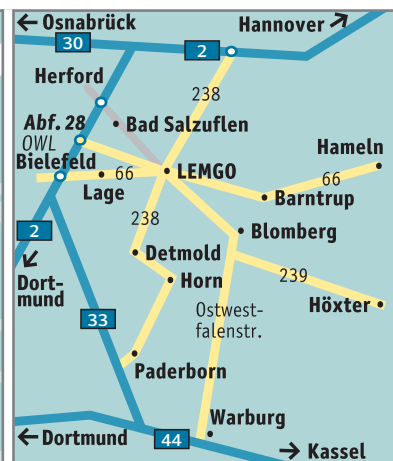 ← Osnabrück
Hannover ↗
30
2
Herford
238
Abf. 28
OWL
Bad Salzuflen
Hameln
Bielefeld
66
LEMGO
66
Lage
Barntrup
238
Blomberg
2
Detmold
↙
Dort-
mund
Horn
239
Ostwest-
falenstr.
Höxter
33
Paderborn
Warburg
← Dortmund
44
→ Kassel